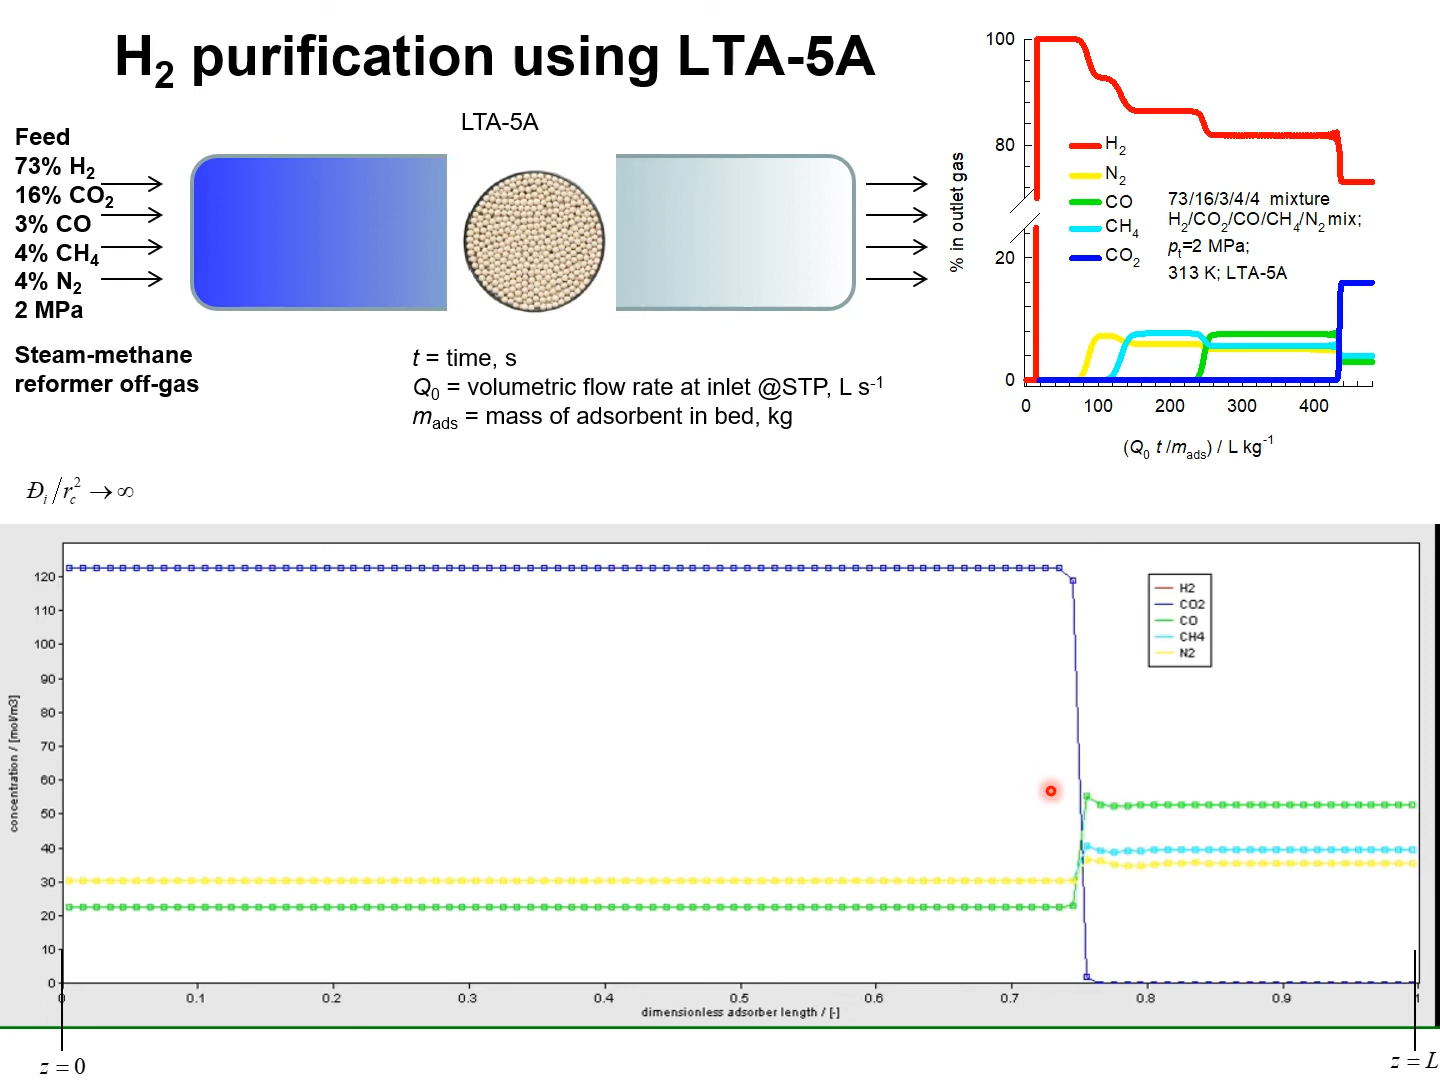 H2 purification using LTA-5A
LTA-5A
Feed
73% H2
16% CO2
3% CO
4% CH4
4% N2
2 MPa
Steam-methane
reformer off-gas
t = time, s
Q0 = volumetric flow rate at inlet @STP, L s-1
mads = mass of adsorbent in bed, kg
100
80
20
0
% in outlet gas
H2
N2
CO
CH4
CO2
73/16/3/4/4 mixture
H2/CO2/CO/CH4/N2 mix;
pt=2 MPa;
313 K; LTA-5A
0 100 200 300 400
(Q0 t /mads) / L kg-1
Đi/rc2 → ∞
120
110
100
90
80
70
60
50
40
30
20
10
0
concentration / [mol/m3]
H2
CO2
CO
CH4
N2
0 0.1 0.2 0.3 0.4 0.5 0.6 0.7 0.8 0.9 1
dimensionless adsorber length / [-]
z = 0
z = L